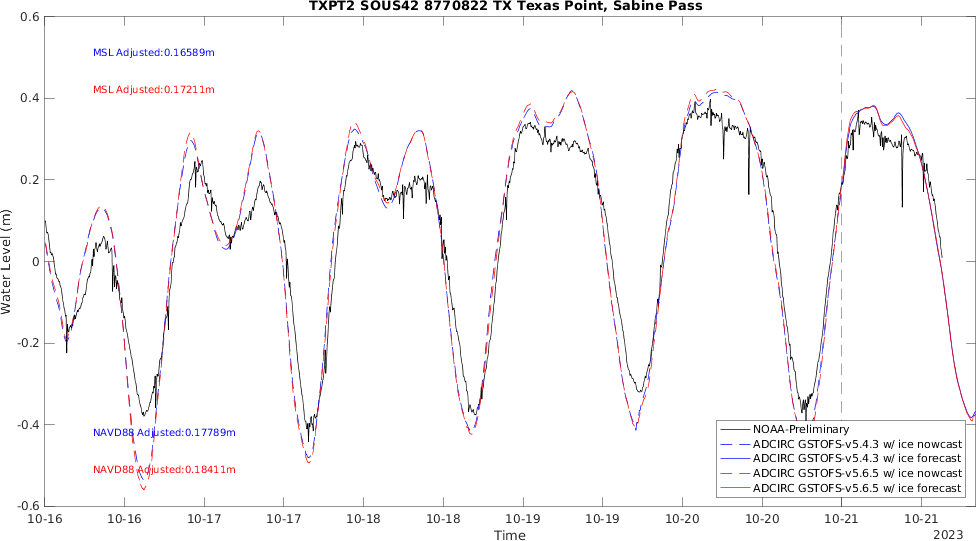 TXPT2 SOUS42 8770822 TX Texas Point, Sabine Pass
0.6
0.4
0.2
0
-0.2
-0.4
-0.6
Water Level (m)
MSL Adjusted:0.16589m
MSL Adjusted:0.17211m
NAVD88 Adjusted:0.17789m
NAVD88 Adjusted:0.18411m
NOAA-Preliminary
ADCIRC GSTOFS-v5.4.3 w/ ice nowcast
ADCIRC GSTOFS-v5.4.3 w/ ice forecast
ADCIRC GSTOFS-v5.6.5 w/ ice nowcast
ADCIRC GSTOFS-v5.6.5 w/ ice forecast
10-16 10-16 10-17 10-17 10-18 10-18 10-19 10-19 10-20 10-20 10-21 10-21
Time
2023